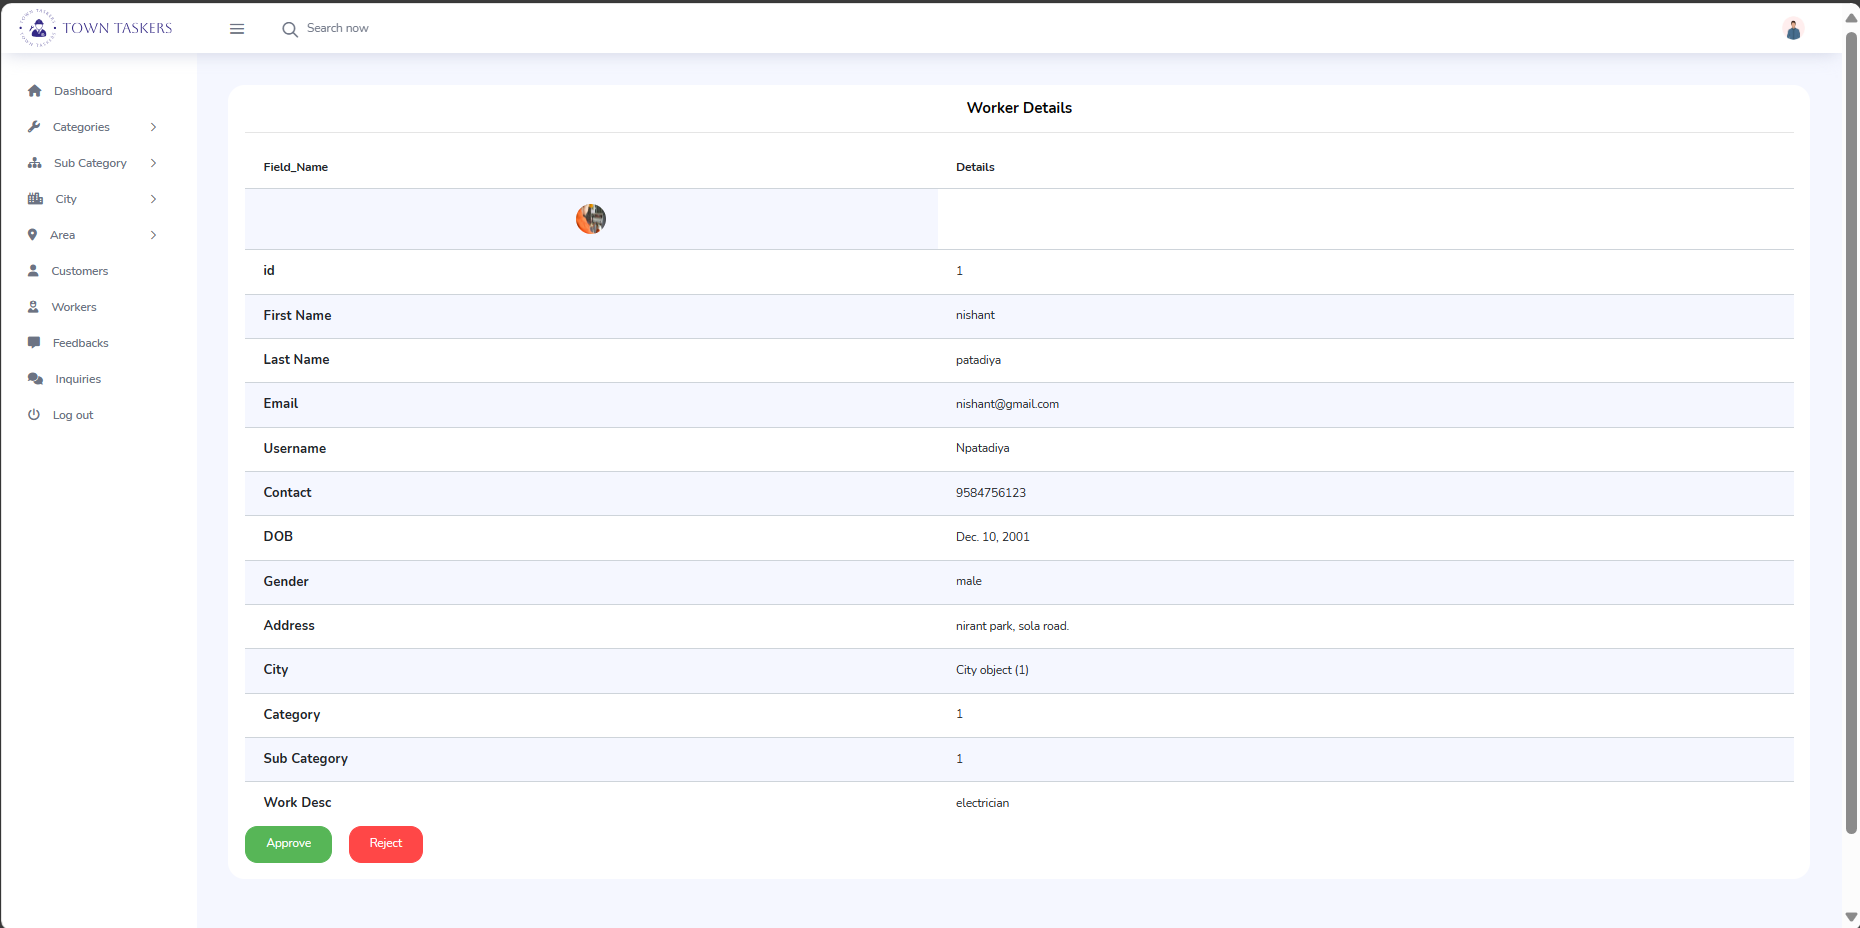 TOWN TASKERS
Search now
Dashboard
Categories
Sub Category
City
Area
Customers
Workers
Feedbacks
Inquiries
Log out
Worker Details
Field_Name Details
id 1
First Name nishant
Last Name patadiya
Email nishant@gmail.com
Username Npatadiya
Contact 9584756123
DOB Dec. 10, 2001
Gender male
Address nirant park, sola road.
City City object (1)
Category 1
Sub Category 1
Work Desc electrician
Approve Reject